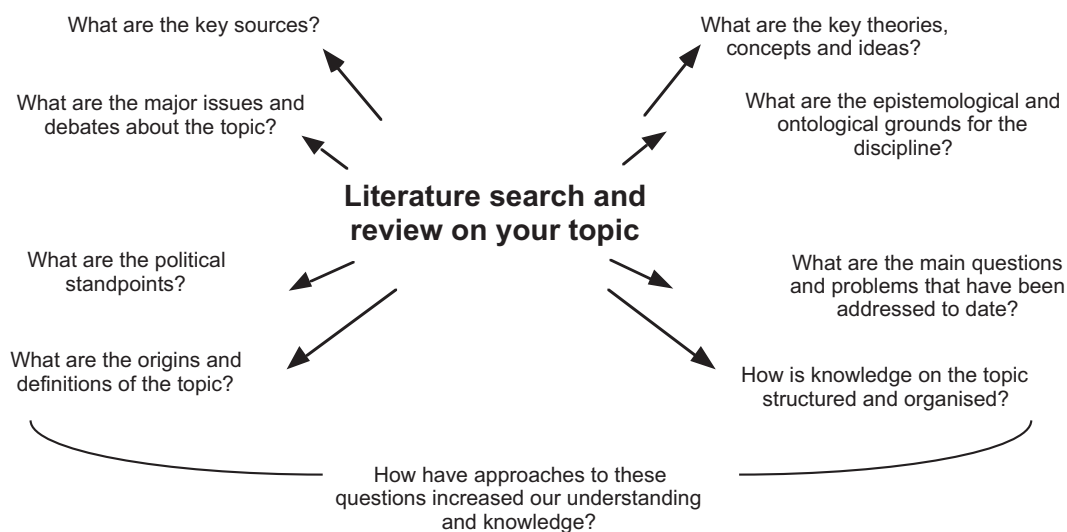 What are the key sources?
What are the key theories,
concepts and ideas?
What are the major issues and
debates about the topic?
What are the epistemological and
ontological grounds for the
discipline?
Literature search and
review on your topic
What are the political
standpoints?
What are the main questions
and problems that have been
addressed to date?
What are the origins and
definitions of the topic?
How is knowledge on the topic
structured and organised?
How have approaches to these
questions increased our understanding
and knowledge?